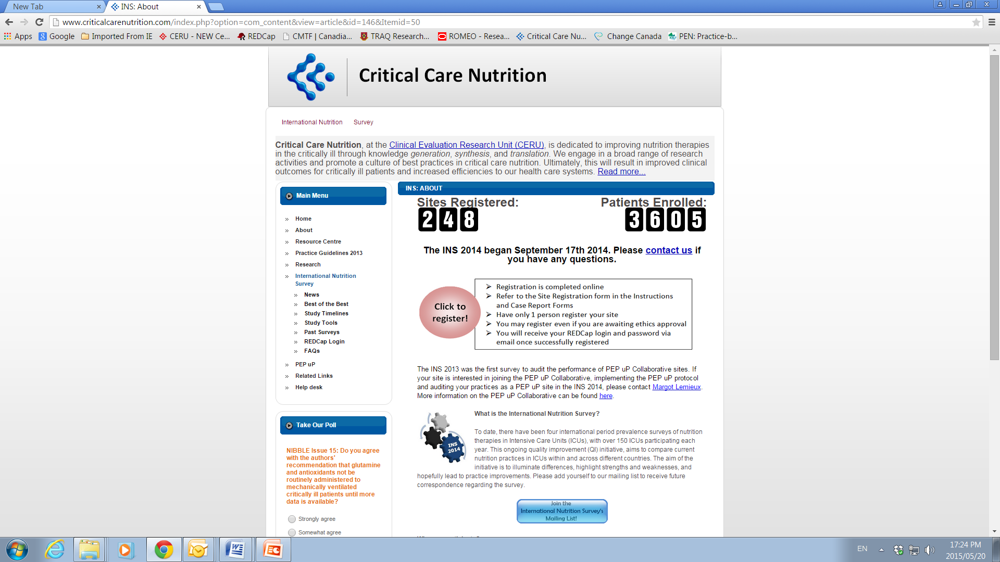 New Tab
INS: About
www.criticalcarenutrition.com/index.php?option=com_content&view=article&id=146&Itemid=50
Apps
Google
Imported From IE
CERU - NEW Ce...
REDCap
CMTF | Canadia...
TRAQ Research...
ROMEO - Resea...
Critical Care Nu...
Change Canada
PEN: Practice-b...
Critical Care Nutrition
International Nutrition
Survey
Critical Care Nutrition, at the Clinical Evaluation Research Unit (CERU), is dedicated to improving nutrition therapies
in the critically ill through knowledge generation, synthesis, and translation. We engage in a broad range of research
activities and promote a culture of best practices in critical care nutrition. Ultimately, this will result in improved clinical
outcomes for critically ill patients and increased efficiencies to our health care systems. Read more...
Main Menu
Home
About
Resource Centre
Practice Guidelines 2013
Research
International Nutrition
Survey
News
Best of the Best
Study Timelines
Study Tools
Past Surveys
REDCap Login
FAQs
PEP uP
Related Links
Help desk
Take Our Poll
NIBBLE Issue 15: Do you agree
with the authors'
recommendation that glutamine
and antioxidants not be
routinely administered to
mechanically ventilated
critically ill patients until more
data is available?
Strongly agree
Somewhat agree
INS: ABOUT
Sites Registered:
248
Patients Enrolled:
3605
The INS 2014 began September 17th 2014. Please contact us if
you have any questions.
Click to
register!
Registration is completed online
Refer to the Site Registration form in the Instructions
and Case Report Forms
Have only 1 person register your site
You may register even if you are awaiting ethics approval
You will receive your REDCap login and password via
email once successfully registered
The INS 2013 was the first survey to audit the performance of PEP uP Collaborative sites. If
your site is interested in joining the PEP uP Collaborative, implementing the PEP uP protocol
and auditing your practices as a PEP uP site in the INS 2014, please contact Margot Lemieux.
More information on the PEP uP Collaborative can be found here.
INS
2014
What is the International Nutrition Survey?
To date, there have been four international period prevalence surveys of nutrition
therapies in Intensive Care Units (ICUs), with over 150 ICUs participating each
year. This ongoing quality improvement (QI) initiative, aims to compare current
nutrition practices in ICUs within and across different countries. The aim of the
initiative is to illuminate differences, highlight strengths and weaknesses, and
hopefully lead to practice improvements. Please add yourself to our mailing list to receive future
correspondence regarding the survey.
Join the
International Nutrition Survey's
Mailing List!
EN
17:24 PM
2015/05/20